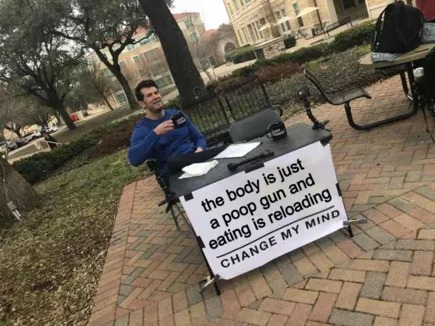 the body is just
a poop gun and
eating is reloading
CHANGE MY MIND